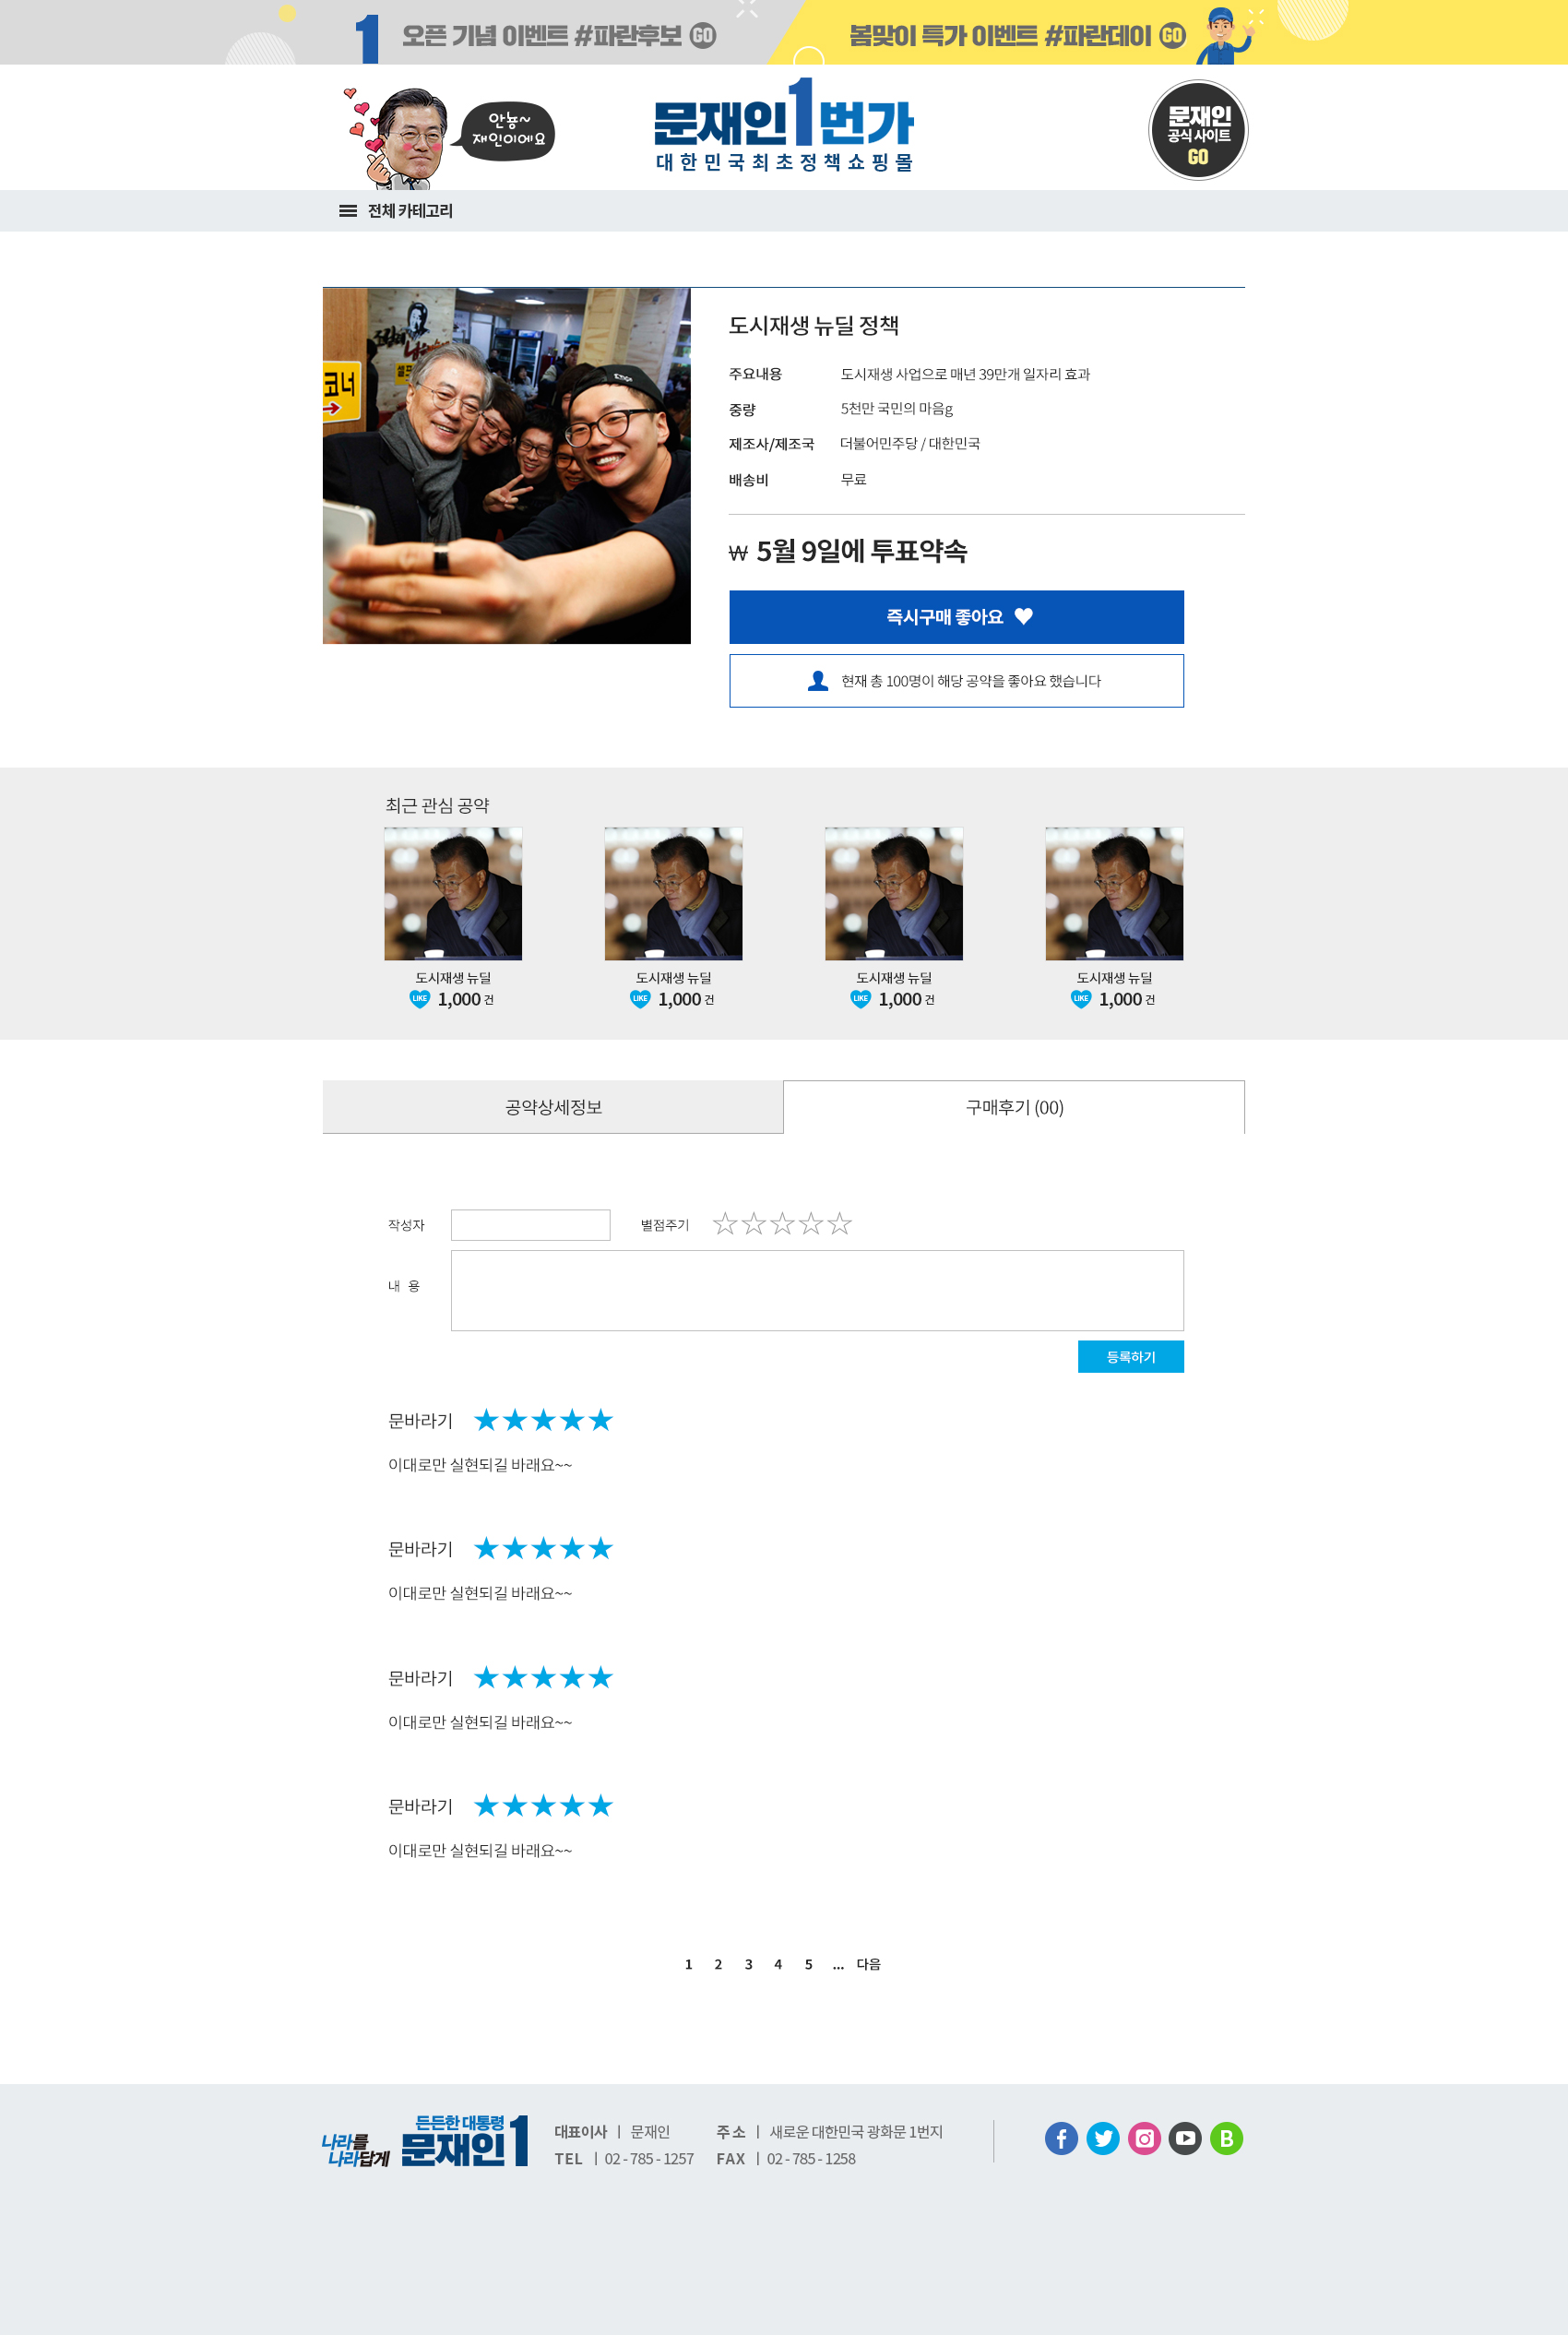 1 오픈 기념 이벤트 #파란후보 GO
봄맞이 특가 이벤트 #파란데이 GO
안뇽~
재인이에요
문재인1번가
대한민국최초정책쇼핑몰
문재인
공식 사이트
GO
전체 카테고리
코너
셀프
도시재생 뉴딜 정책
주요내용 도시재생 사업으로 매년 39만개 일자리 효과
중량 5천만 국민의 마음g
제조사/제조국 더불어민주당 / 대한민국
배송비 무료
₩ 5월 9일에 투표약속
즉시구매 좋아요
현재 총 100명이 해당 공약을 좋아요 했습니다
최근 관심 공약
도시재생 뉴딜
LIKE 1,000 건
도시재생 뉴딜
LIKE 1,000 건
도시재생 뉴딜
LIKE 1,000 건
도시재생 뉴딜
LIKE 1,000 건
공약상세정보
구매후기 (00)
작성자 별점주기
내 용
등록하기
문바라기
이대로만 실현되길 바래요~~
문바라기
이대로만 실현되길 바래요~~
문바라기
이대로만 실현되길 바래요~~
문바라기
이대로만 실현되길 바래요~~
1 2 3 4 5 ... 다음
나라를
나라답게
든든한 대통령
문재인1
대표이사 | 문재인 주 소 | 새로운 대한민국 광화문 1번지
TEL | 02 - 785 - 1257 FAX | 02 - 785 - 1258